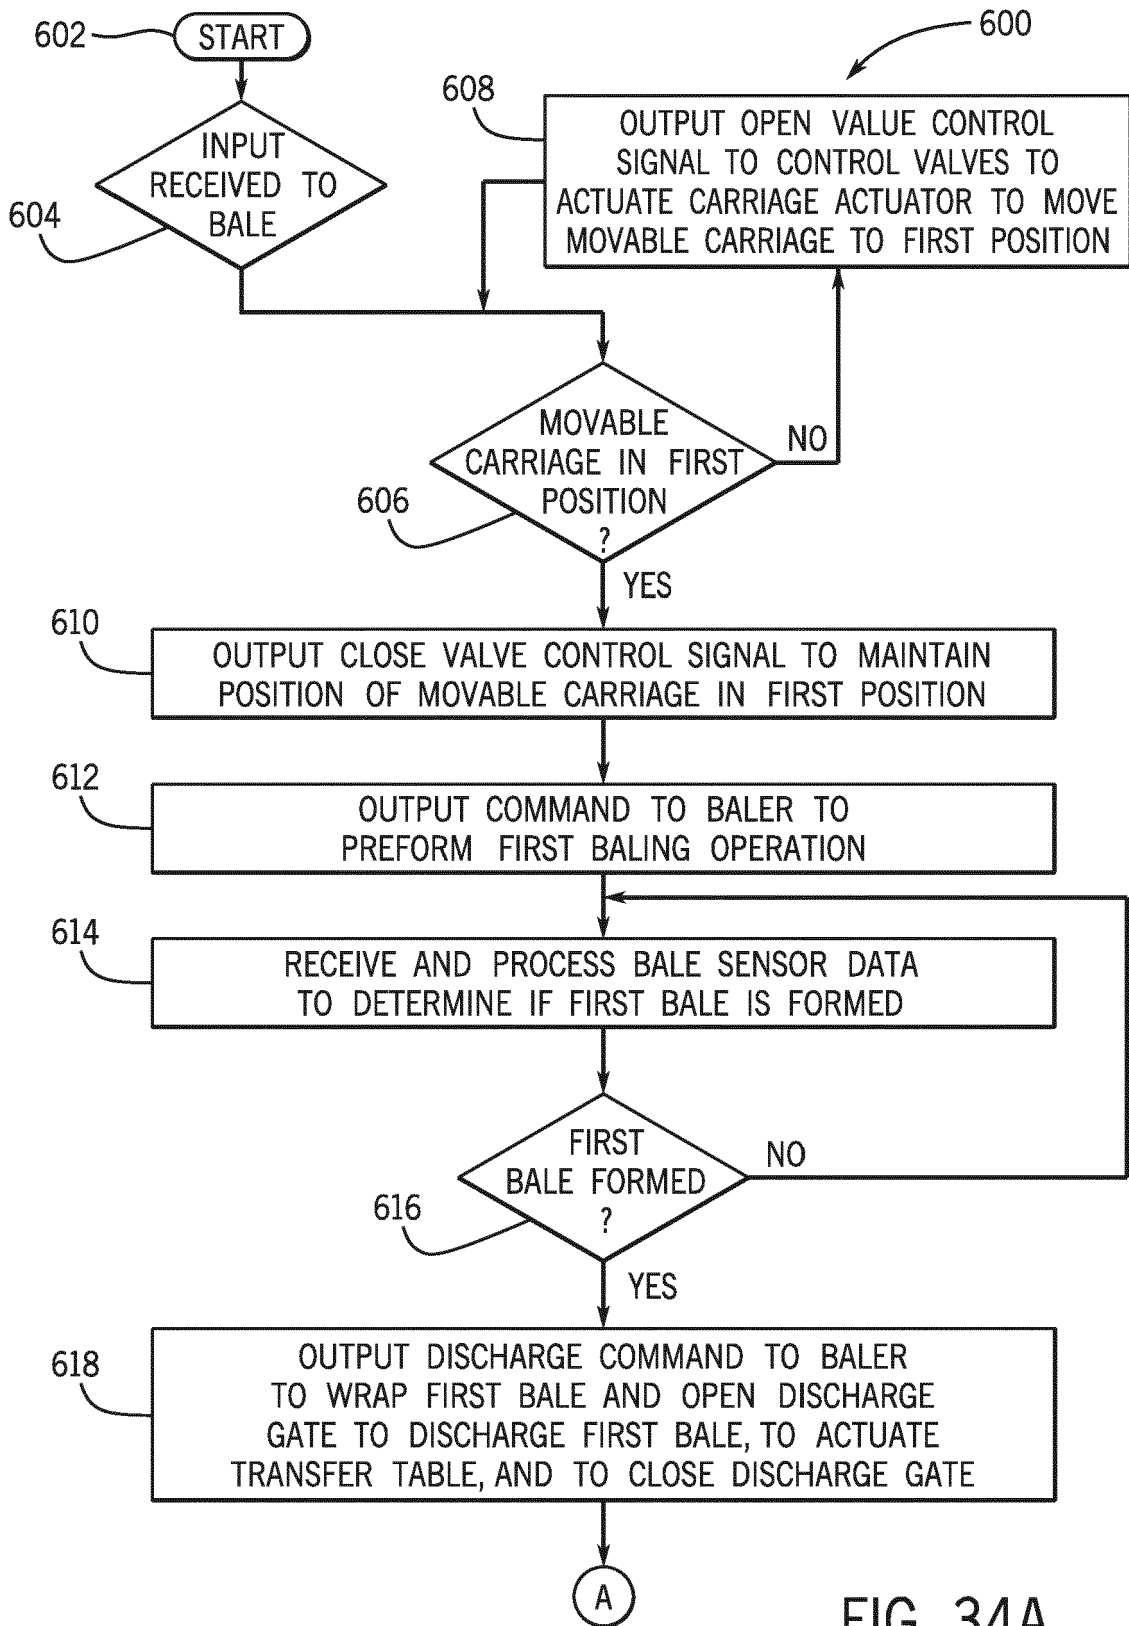 602
START
600
604
INPUT
RECEIVED TO
BALE
608
OUTPUT OPEN VALUE CONTROL
SIGNAL TO CONTROL VALVES TO
ACTUATE CARRIAGE ACTUATOR TO MOVE
MOVABLE CARRIAGE TO FIRST POSITION
606
MOVABLE
CARRIAGE IN FIRST
POSITION
?
NO
YES
610
OUTPUT CLOSE VALVE CONTROL SIGNAL TO MAINTAIN
POSITION OF MOVABLE CARRIAGE IN FIRST POSITION
612
OUTPUT COMMAND TO BALER TO
PREFORM FIRST BALING OPERATION
614
RECEIVE AND PROCESS BALE SENSOR DATA
TO DETERMINE IF FIRST BALE IS FORMED
616
FIRST
BALE FORMED
?
NO
YES
618
OUTPUT DISCHARGE COMMAND TO BALER
TO WRAP FIRST BALE AND OPEN DISCHARGE
GATE TO DISCHARGE FIRST BALE, TO ACTUATE
TRANSFER TABLE, AND TO CLOSE DISCHARGE GATE
A
FIG. 34A